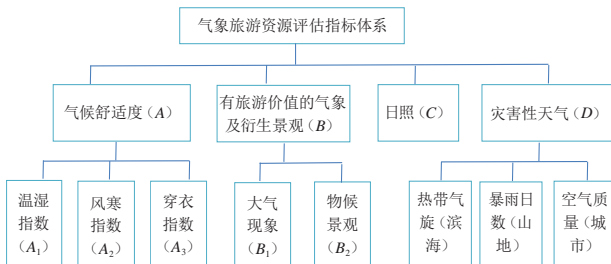 气象旅游资源评估指标体系
气候舒适度(A)
有旅游价值的气象
及衍生景观(B)
日照(C)
灾害性天气(D)
温湿
指数
(A₁)
风寒
指数
(A₂)
穿衣
指数
(A₃)
大气
现象
(B₁)
物候
景观
(B₂)
热带气
旋(滨
海)
暴雨日
数(山
地)
空气质
量(城
市)